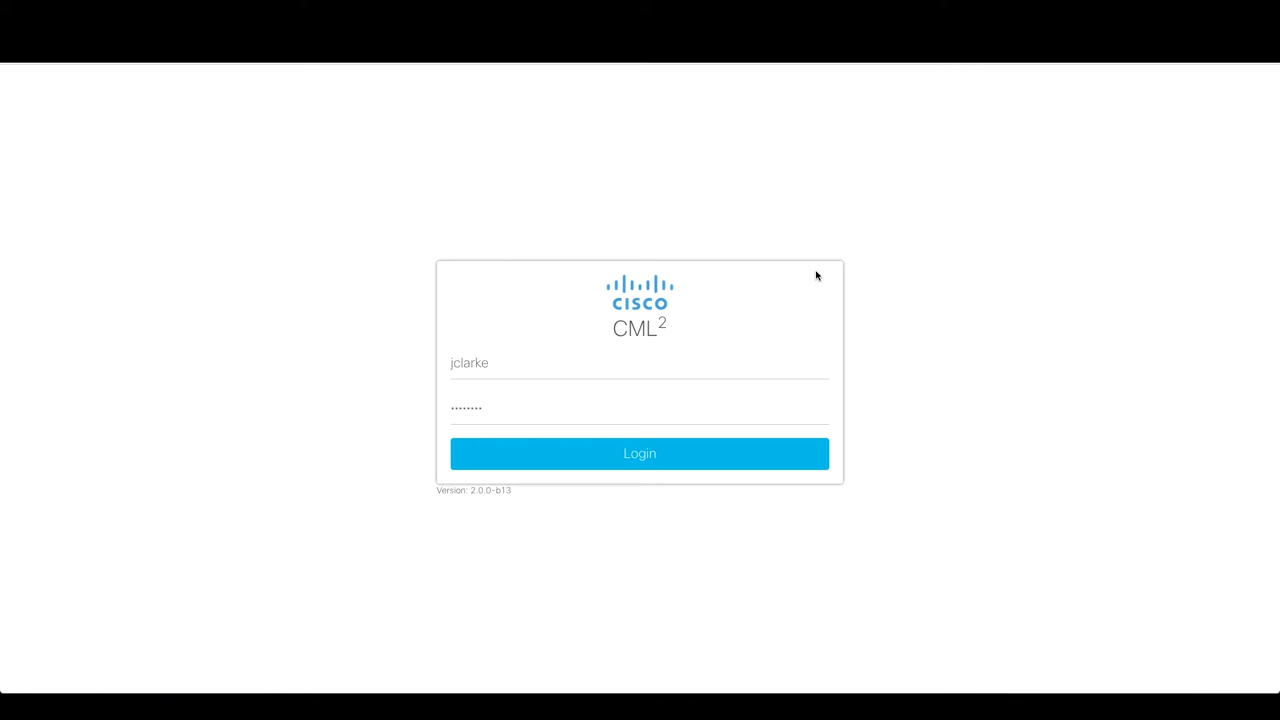 CISCO
CML²
jclarke
••••••••
Login
Version: 2.0.0-b13